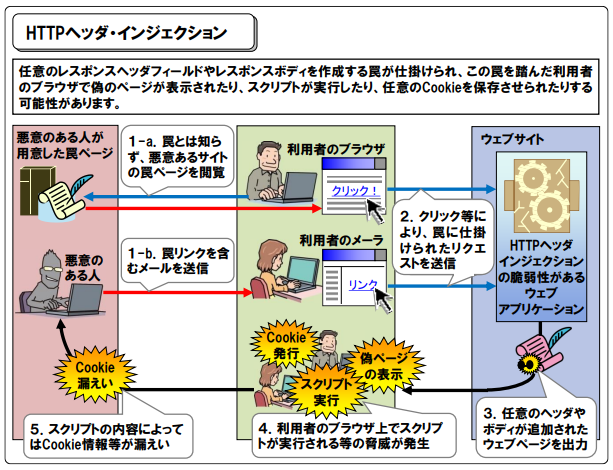 HTTPヘッダ・インジェクション
任意のレスポンスヘッダフィールドやレスポンスボディを作成する罠が仕掛けられ、この罠を踏んだ利用者
のブラウザで偽のページが表示されたり、スクリプトが実行したり、任意のCookieを保存させられたりする
可能性があります。
悪意のある人が
用意した罠ページ
1-a. 罠とは知ら
ず、悪意あるサイト
の罠ページを閲覧
利用者のブラウザ
クリック!
ウェブサイト
2. クリック等に
より、罠に仕掛
けられたリクエ
ストを送信
HTTPヘッダ
インジェクション
の脆弱性がある
ウェブ
アプリケーション
悪意の
ある人
1-b. 罠リンクを含
むメールを送信
利用者のメーラ
リンク
Cookie
発行
偽ページ
の表示
スクリプト
実行
Cookie
漏えい
3. 任意のヘッダや
ボディが追加された
ウェブページを出力
4. 利用者のブラウザ上でスクリプ
トが実行される等の脅威が発生
5. スクリプトの内容によって
はCookie情報等が漏えい